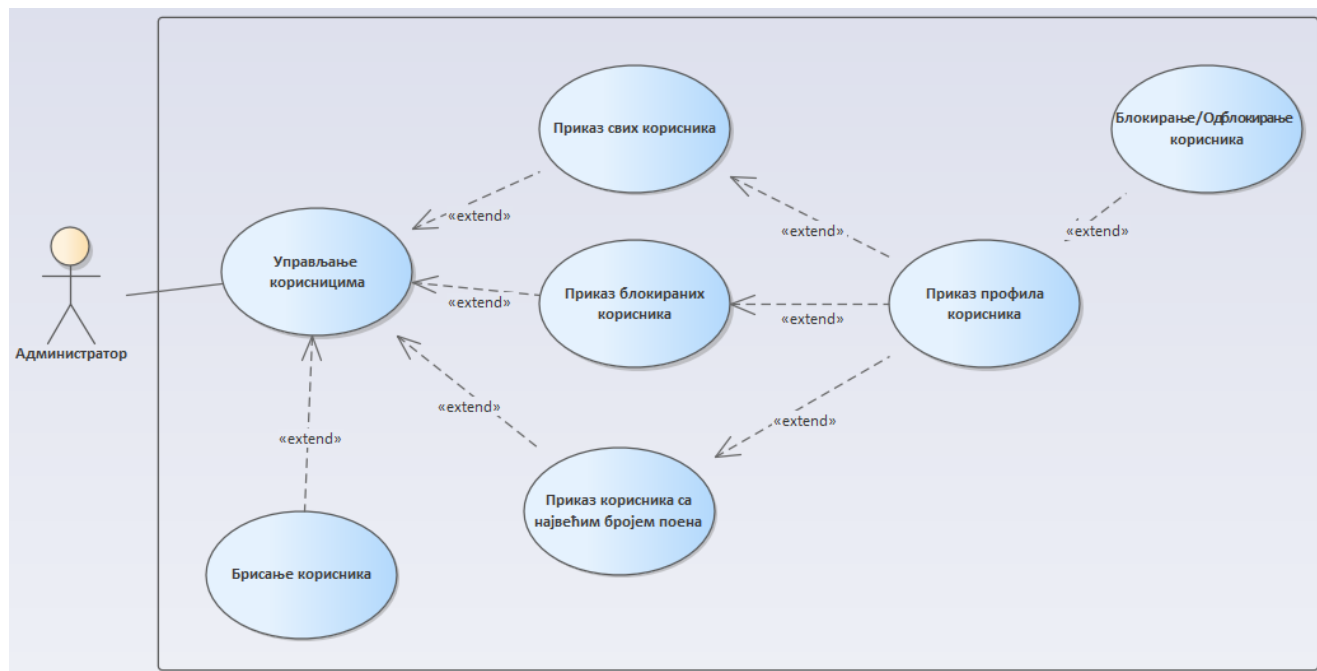 Приказ свих корисника
Блокирање/Одблокирање
корисника
«extend»
«extend»
«extend»
Управљање
корисницима
Приказ блокираних
корисника
Приказ профила
корисника
«extend»
«extend»
Администратор
«extend»
«extend»
«extend»
Приказ корисника са
највећим бројем поена
Брисање корисника